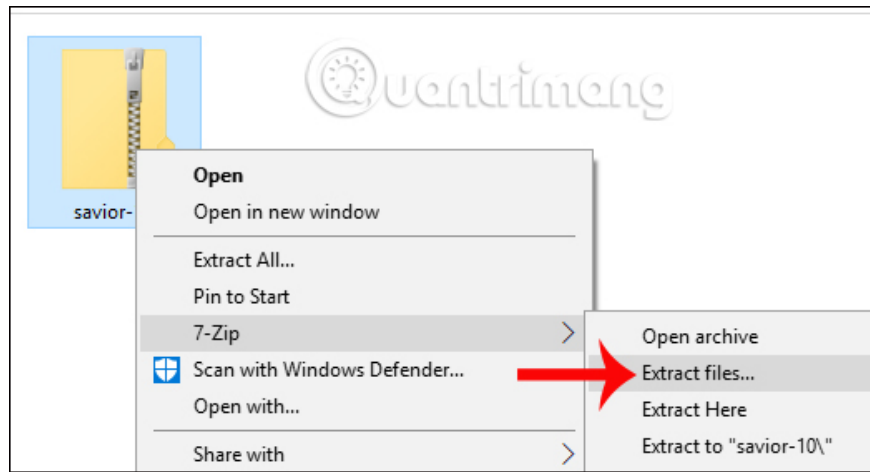 Quantrimang
savior-
Open
Open in new window
Extract All...
Pin to Start
7-Zip
Scan with Windows Defender...
Open with...
Share with
Open archive
Extract files...
Extract Here
Extract to "savior-10\"